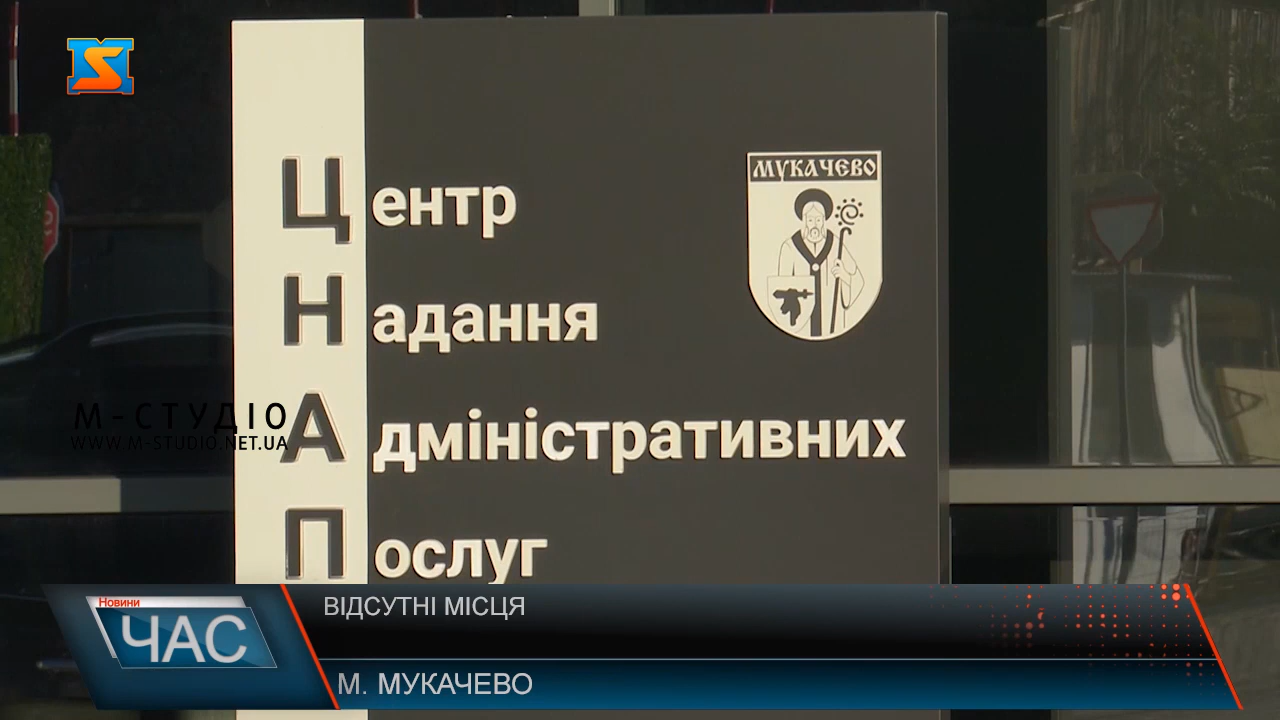 МУКАЧЕВО
Центр
Надання
Адміністративних
Послуг
М-СТУДІО
WWW.M-STUDIO.NET.UA
Новини
ЧАС
ВІДСУТНІ МІСЦЯ
М. МУКАЧЕВО